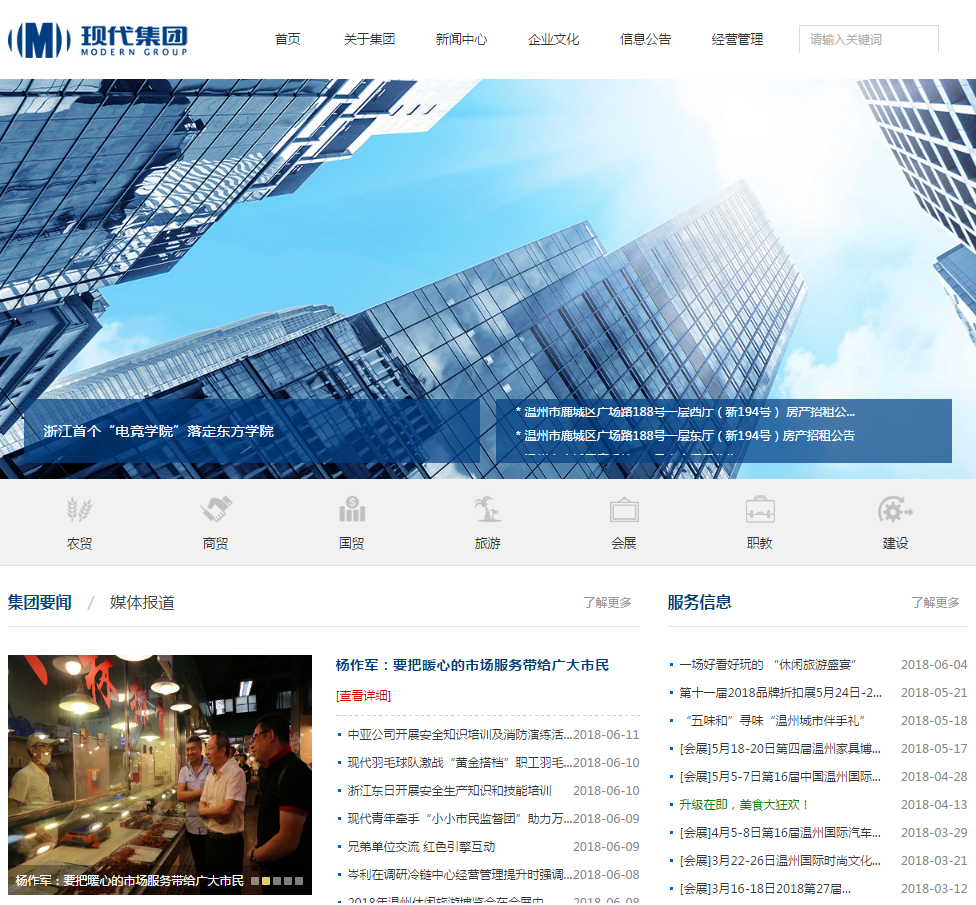 现代集团
MODERN GROUP
首页 关于集团 新闻中心 企业文化 信息公告 经营管理 请输入关键词
浙江首个“电竞学院”落定东方学院
* 温州市鹿城区广场路188号一层西厅（新194号）房产招租公...
* 温州市鹿城区广场路188号一层东厅（新194号）房产招租公告
农贸 商贸 国贸 旅游 会展 职教 建设
集团要闻 / 媒体报道 了解更多
杨作军：要把暖心的市场服务带给广大市民
杨作军：要把暖心的市场服务带给广大市民
[查看详细]
中亚公司开展安全知识培训及消防演练活...2018-06-11
现代羽毛球队激战“黄金搭档”职工羽毛...2018-06-10
浙江东日开展安全生产知识和技能培训 2018-06-10
现代青年牵手“小小市民监督团”助力万...2018-06-09
兄弟单位交流 红色引擎互动 2018-06-09
岑利在调研冷链中心经营管理提升时强调...2018-06-08
2018年温州休闲旅游博览会在会展中... 2018-06-08
服务信息 了解更多
一场好看好玩的 “休闲旅游盛宴” 2018-06-04
第十一届2018品牌折扣展5月24日-2... 2018-05-21
“五味和”寻味“温州城市伴手礼” 2018-05-18
[会展]5月18-20日第四届温州家具博... 2018-05-17
[会展]5月5-7日第16届中国温州国际... 2018-04-28
升级在即，美食大狂欢！ 2018-04-13
[会展]4月5-8日第16届温州国际汽车... 2018-03-29
[会展]3月22-26日温州国际时尚文化... 2018-03-21
[会展]3月16-18日2018第27届... 2018-03-12